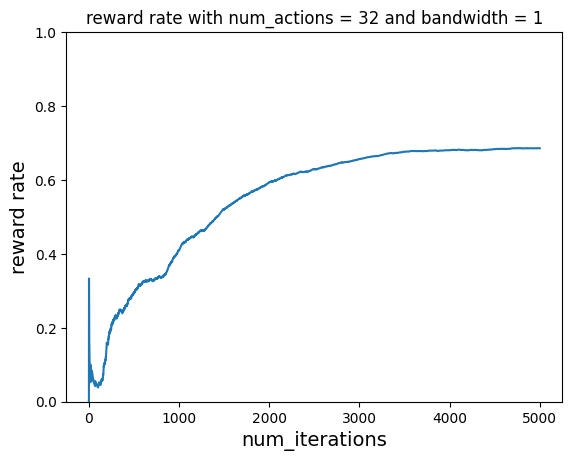 reward rate with num_actions = 32 and bandwidth = 1
1.0
0.8
0.6
0.4
0.2
0.0
reward rate
0 1000 2000 3000 4000 5000
num_iterations